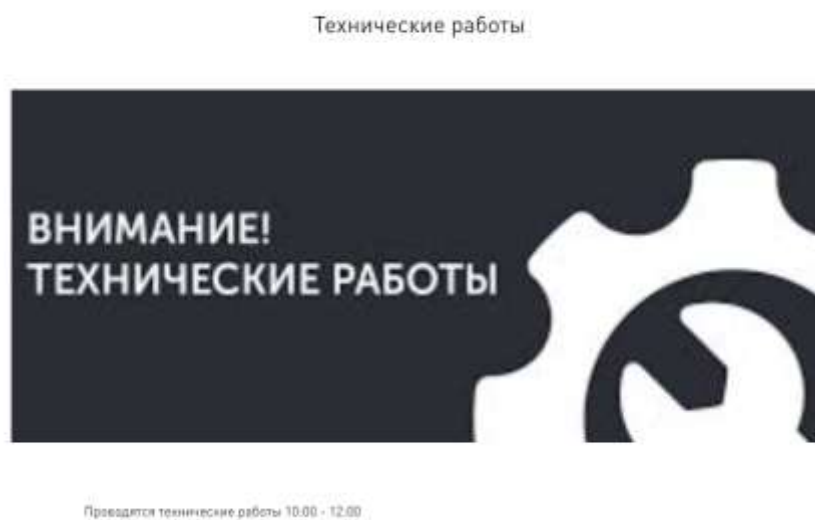 Технические работы
ВНИМАНИЕ!
ТЕХНИЧЕСКИЕ РАБОТЫ
Проводятся технические работы 10:00 - 12:00